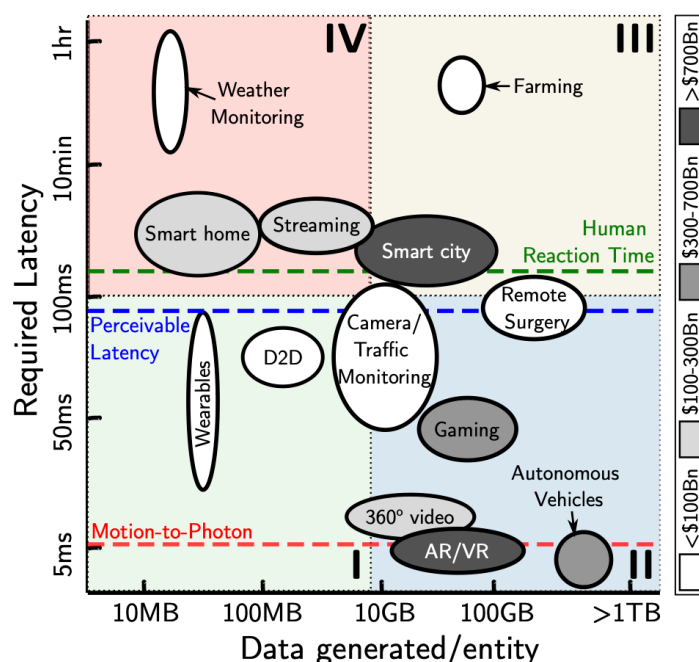 IV
III
1hr
Weather
Monitoring
Farming
10min
Smart home
Streaming
Smart city
Human
Reaction Time
100ms
Perceivable
Latency
Camera/
Traffic
Monitoring
Remote
Surgery
D2D
Wearables
50ms
Gaming
Autonomous
Vehicles
360º video
Motion-to-Photon
AR/VR
5ms
I
II
10MB
100MB
10GB
100GB
>1TB
Data generated/entity
Required Latency
>$700Bn
$300-700Bn
$100-300Bn
<$100Bn